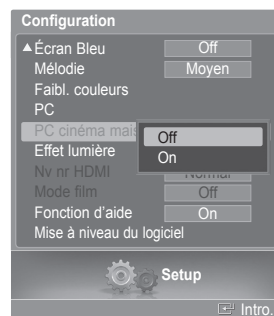 Configuration
▲Écran Bleu Off
Mélodie Moyen
Faibl. couleurs
PC
PC cinéma mais
Off
Effet lumière
On
Nv nr HDMI Normal
Mode film Off
Fonction d'aide On
Mise à niveau du logiciel
Setup
Intro.